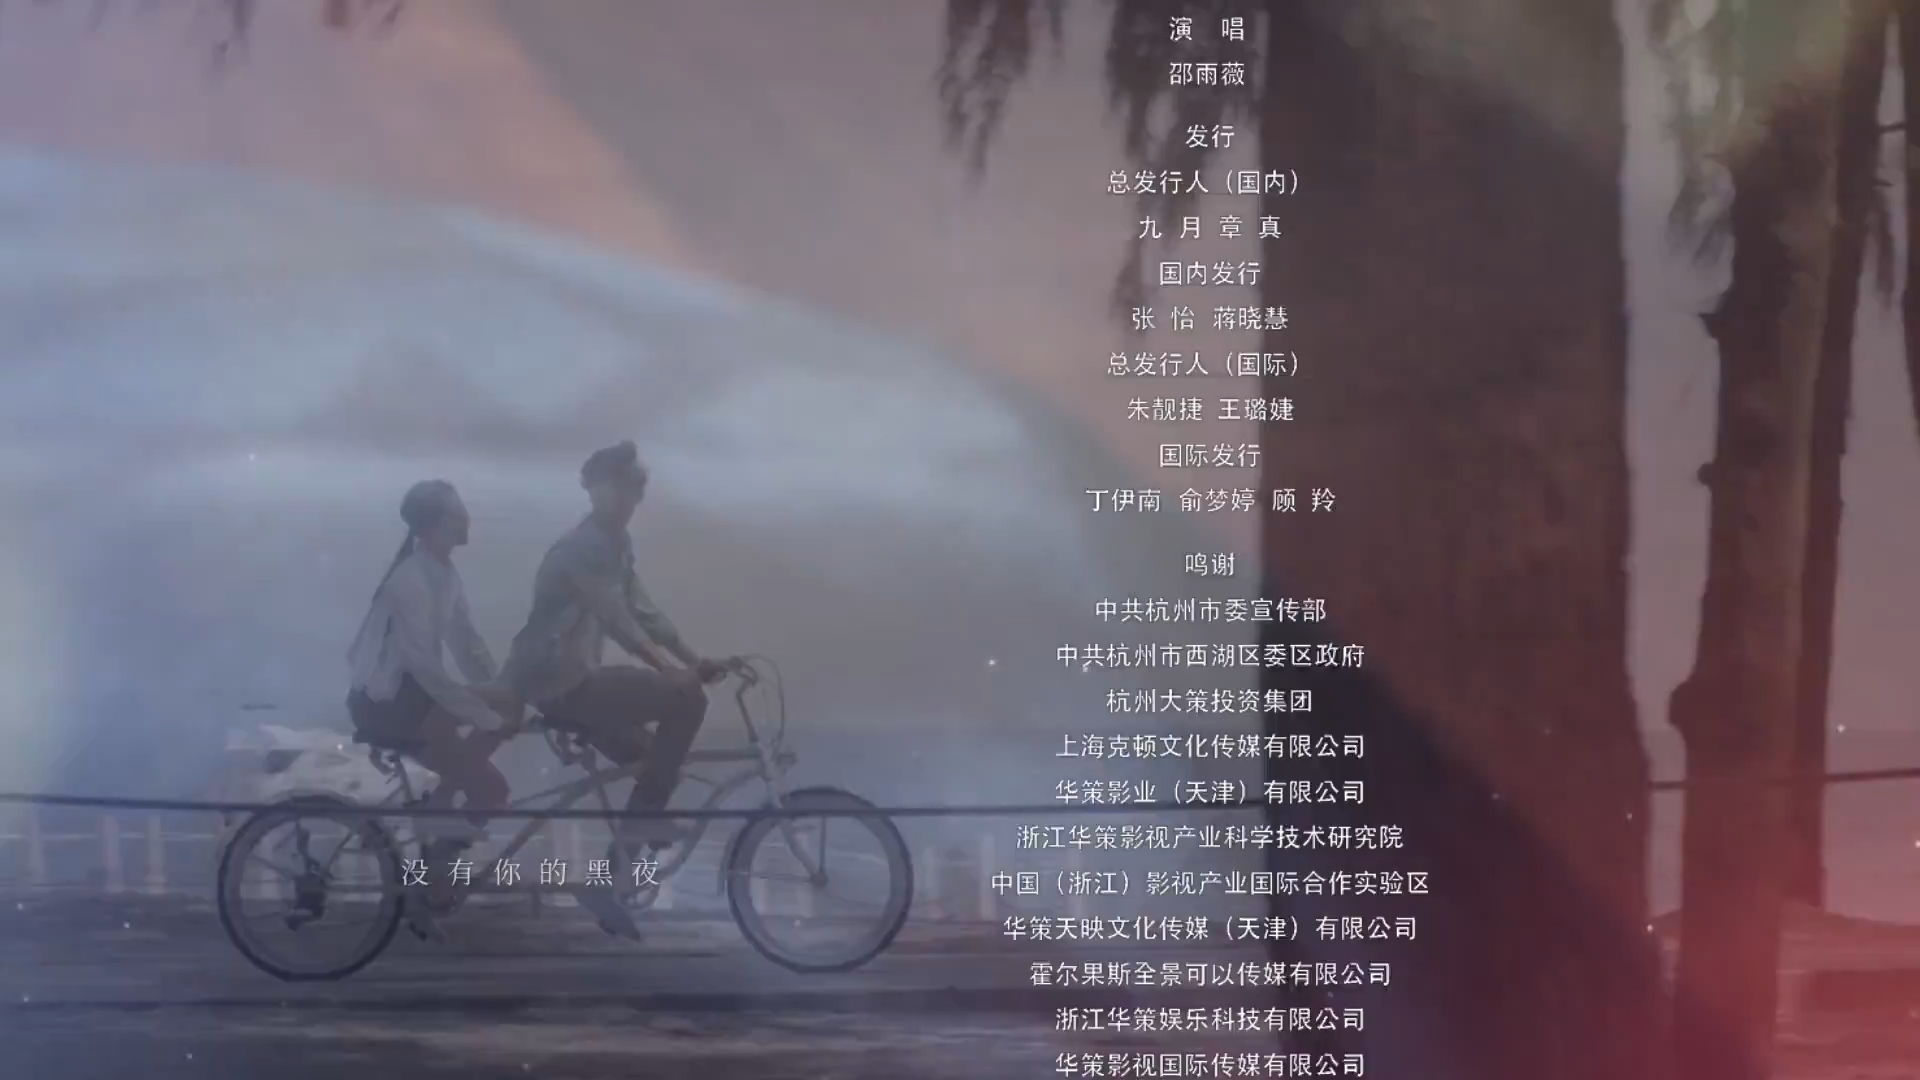 演 唱
邵雨薇
发行
总发行人（国内）
九 月 章 真
国内发行
张 怡 蒋晓慧
总发行人（国际）
朱靓捷 王璐婕
国际发行
丁伊南 俞梦婷 顾 羚
鸣谢
中共杭州市委宣传部
中共杭州市西湖区委区政府
杭州大策投资集团
上海克顿文化传媒有限公司
华策影业（天津）有限公司
浙江华策影视产业科学技术研究院
中国（浙江）影视产业国际合作实验区
华策天映文化传媒（天津）有限公司
霍尔果斯全景可以传媒有限公司
浙江华策娱乐科技有限公司
华策影视国际传媒有限公司
没有你的黑夜